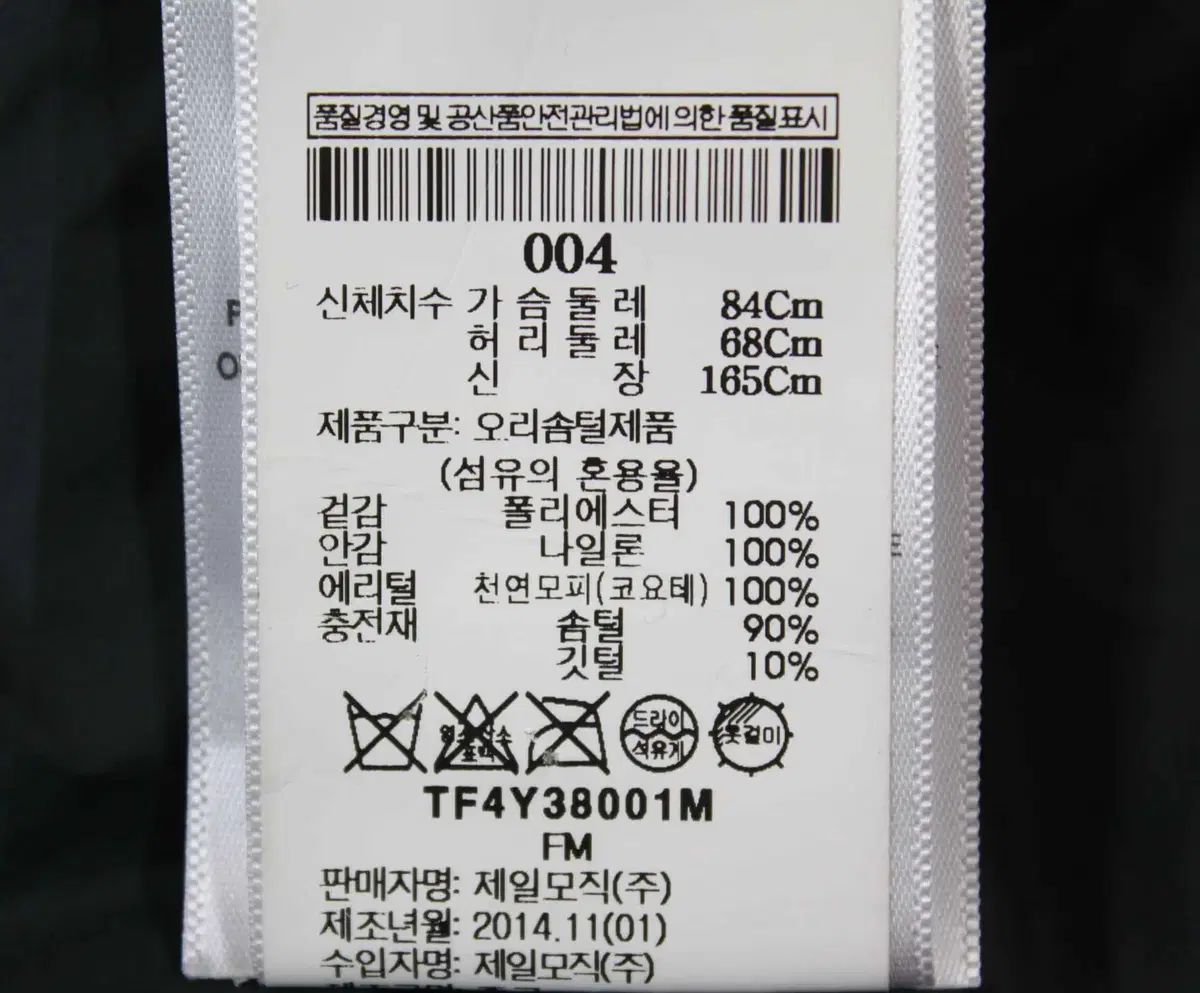 품질경영 및 공산품안전관리법에 의한 품질표시
004
신체치수 가 슴 둘 레 84Cm
허 리 둘 레 68Cm
신 장 165Cm
제품구분: 오리솜털제품
(섬유의 혼용율)
겉감 폴리에스터 100%
안감 나일론 100%
에리털 천연모피(코요테) 100%
충전재 솜털 90%
깃털 10%
드라이
석유계
옷걸이
TF4Y38001M
FM
판매자명: 제일모직(주)
제조년월: 2014.11(01)
수입자명: 제일모직(주)